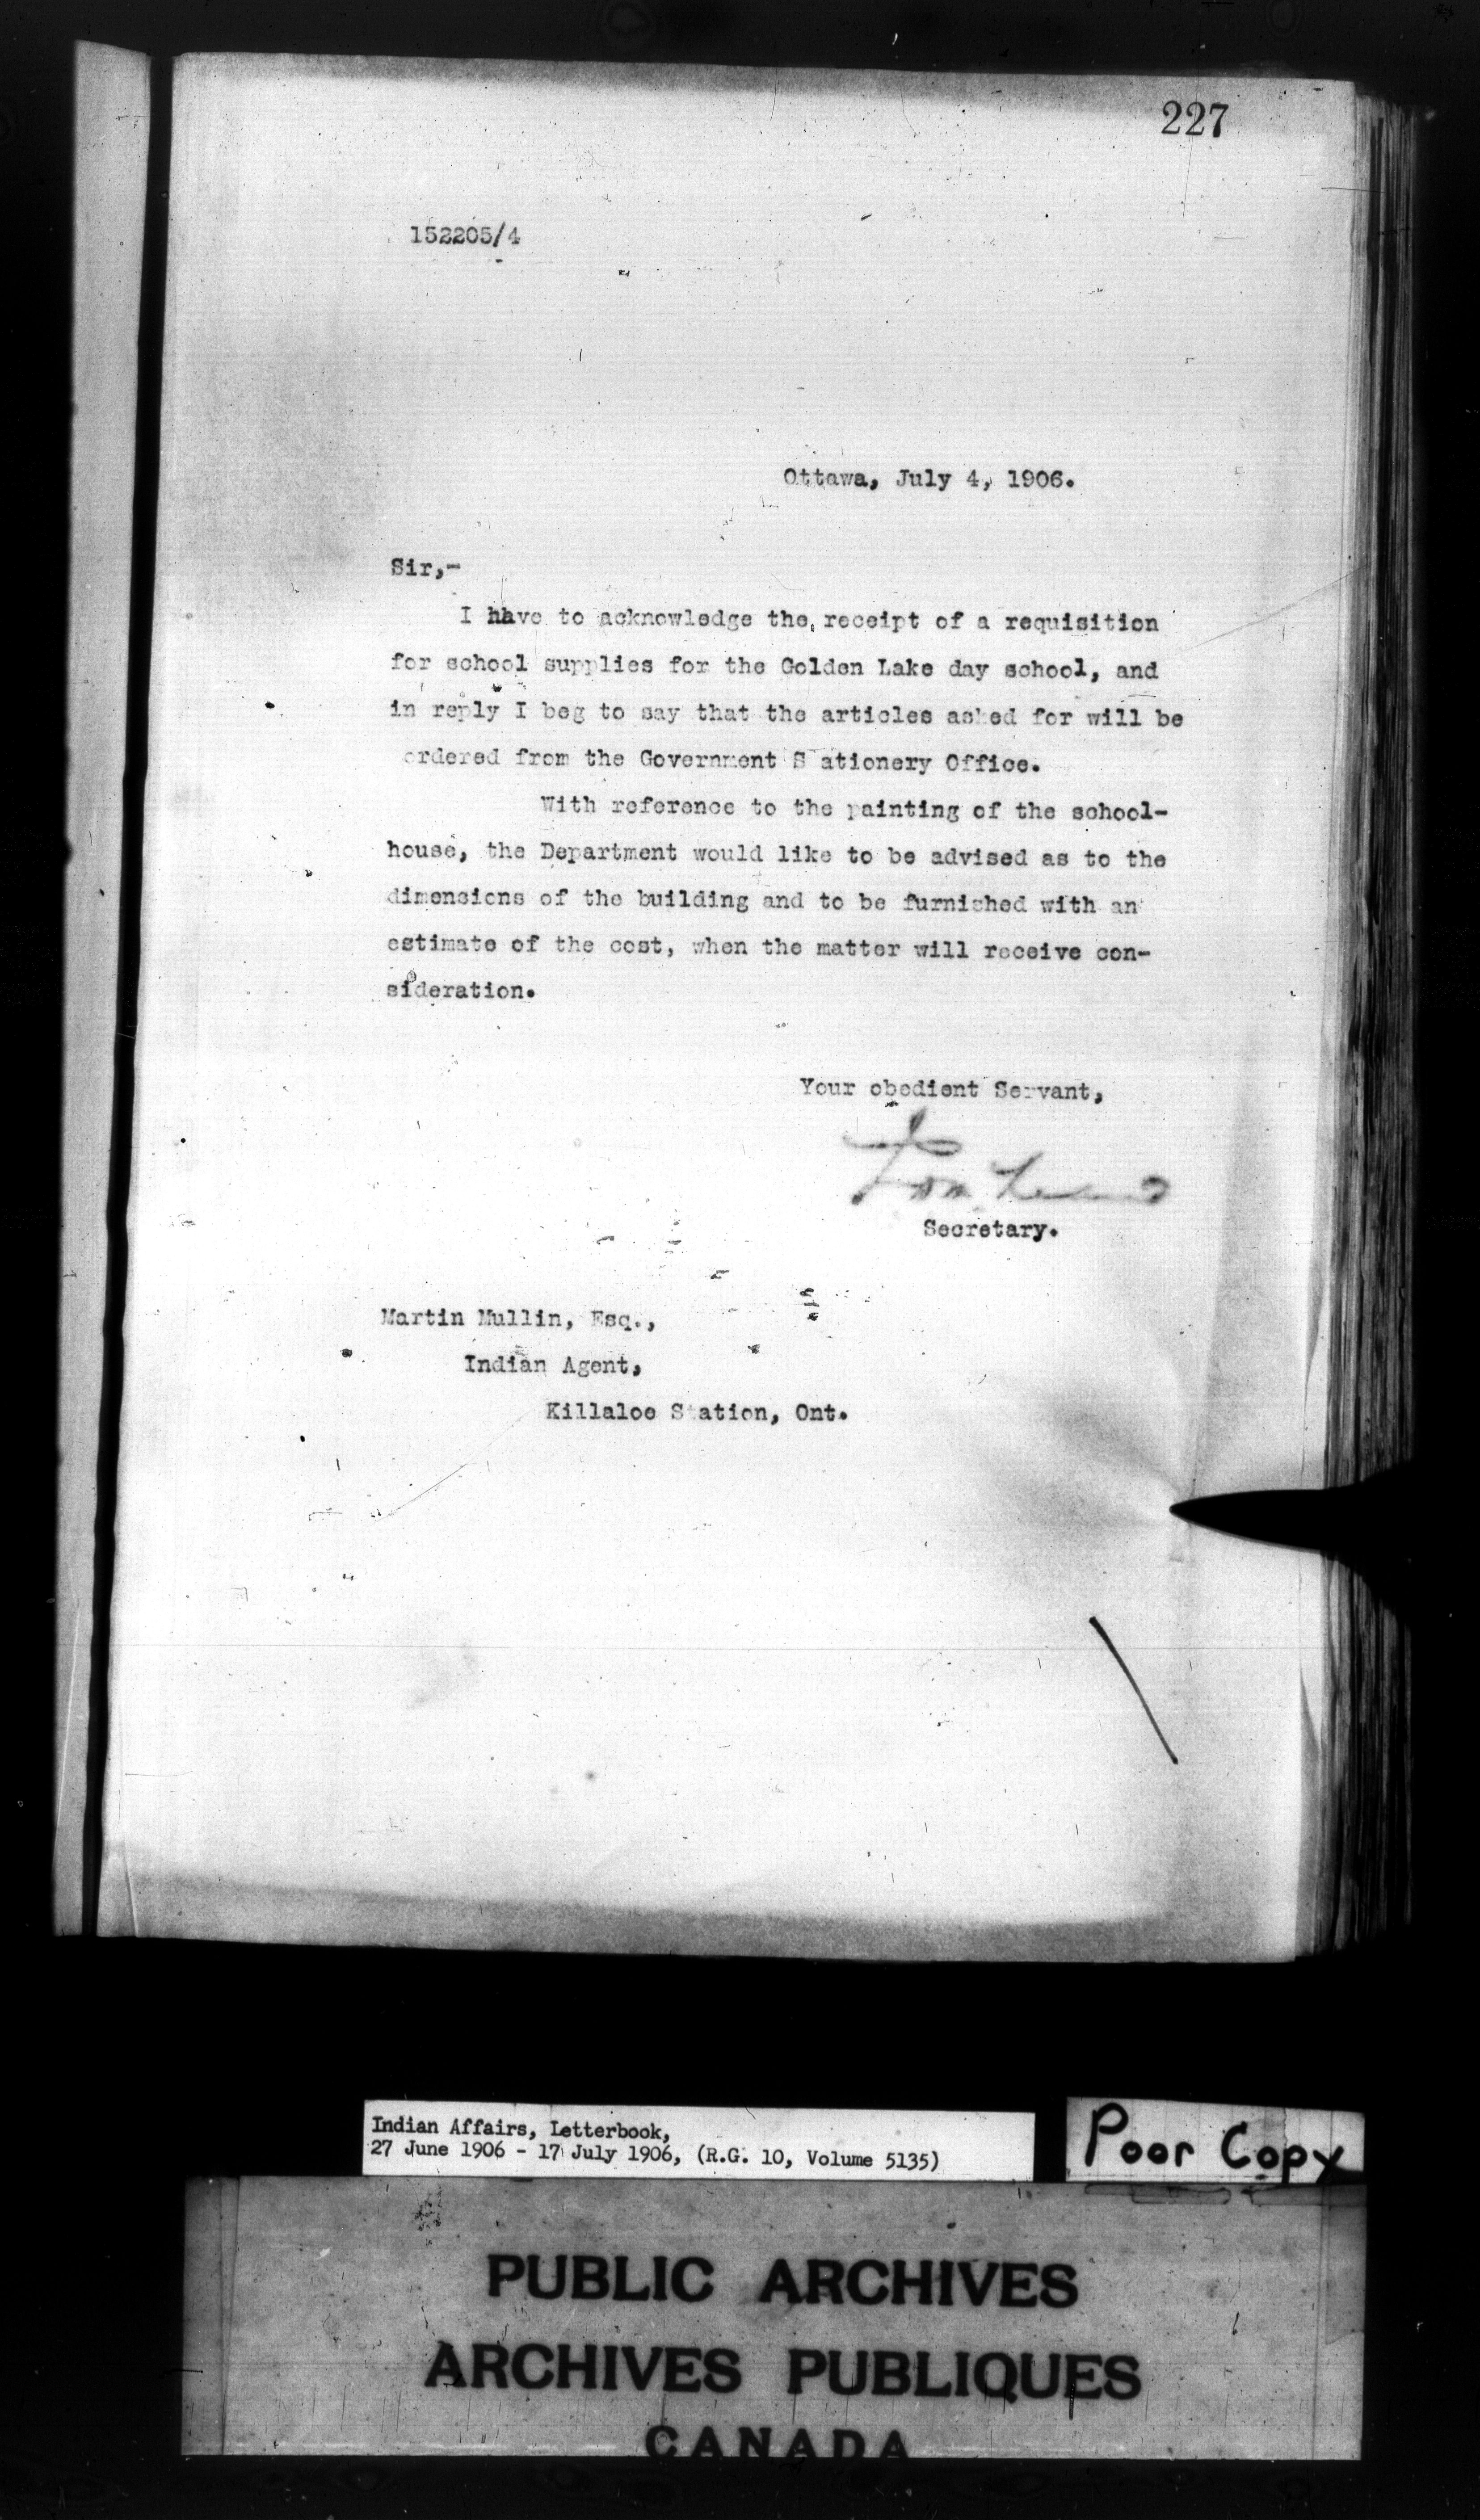 227
152205/4
Ottawa, July 4, 1906.
Sir,-
I have to acknowledge the receipt of a requisition
for school supplies for the Golden Lake day school, and
in reply I beg to say that the articles asked for will be
ordered from the Government Stationery Office.
With reference to the painting of the school-
house, the Department would like to be advised as to the
dimensions of the building and to be furnished with an
estimate of the cost, when the matter will receive con-
sideration.
Your obedient Servant,
Secretary.
Martin Mullin, Esq.,
Indian Agent,
Killaloe Station, Ont.
Indian Affairs, Letterbook,
27 June 1906 - 17 July 1906, (R.G. 10, Volume 5135)
Poor Copy
PUBLIC ARCHIVES
ARCHIVES PUBLIQUES
CANADA